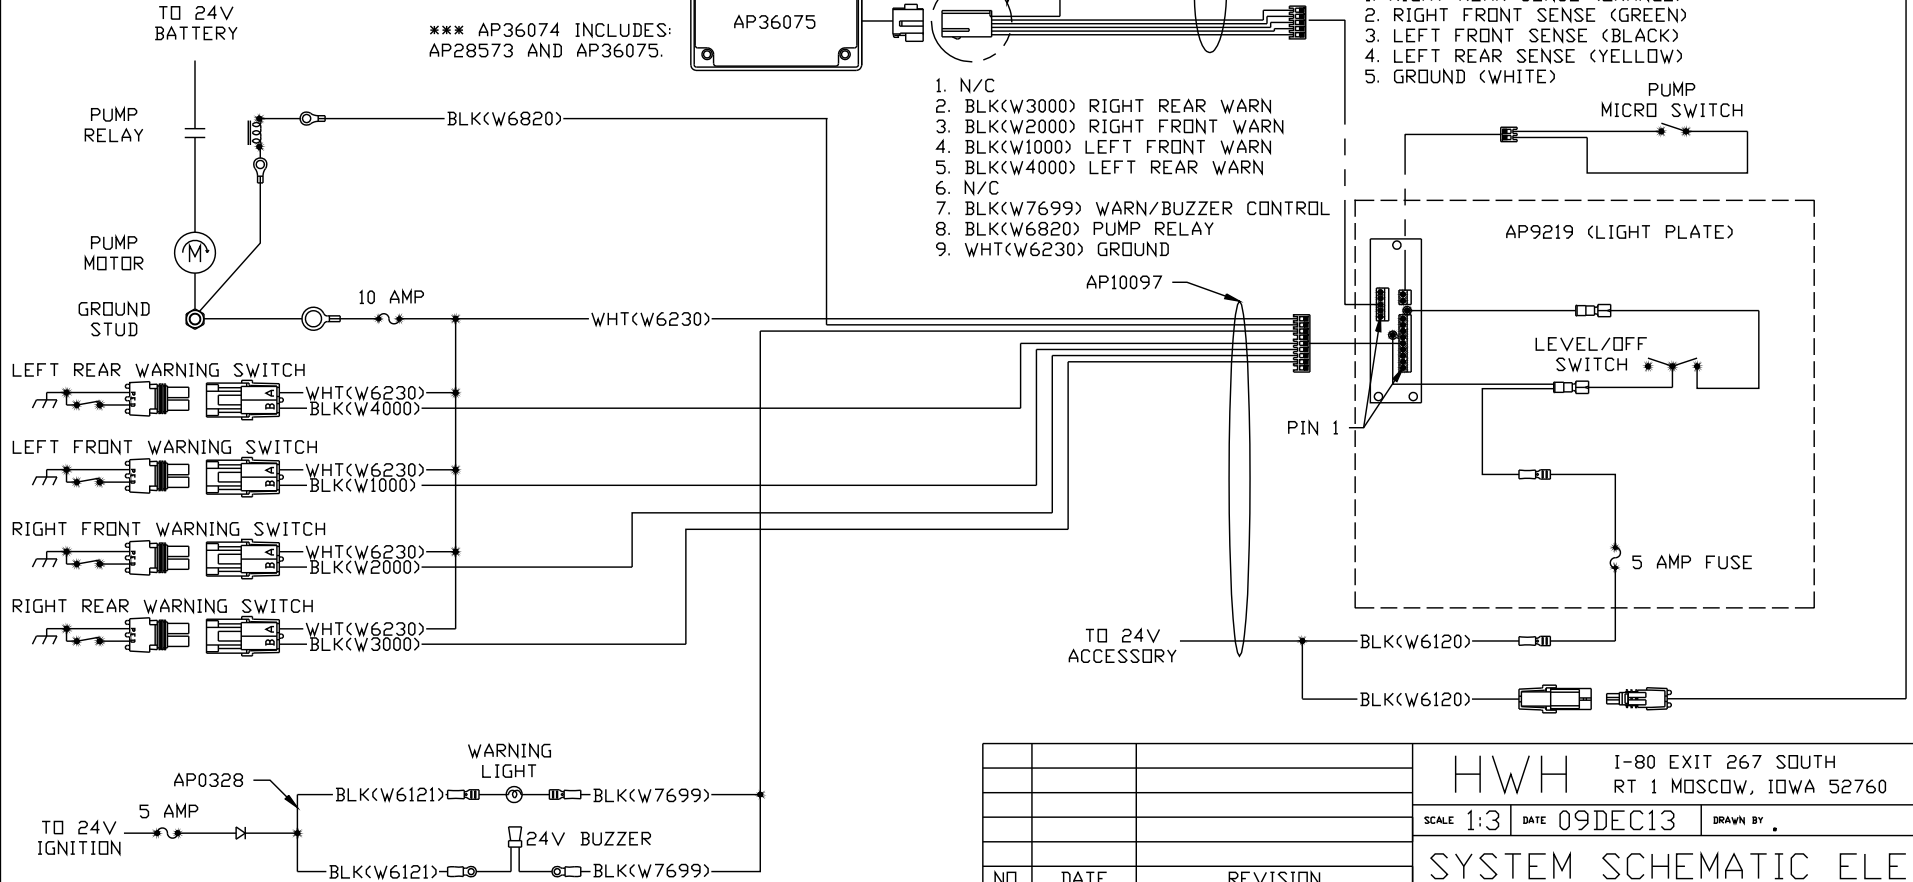 TO 24V
BATTERY
*** AP36074 INCLUDES:
AP28573 AND AP36075.
AP36075
2. RIGHT FRONT SENSE (GREEN)
3. LEFT FRONT SENSE (BLACK)
4. LEFT REAR SENSE (YELLOW)
5. GROUND (WHITE)
1. N/C
2. BLK(W3000) RIGHT REAR WARN
3. BLK(W2000) RIGHT FRONT WARN
4. BLK(W1000) LEFT FRONT WARN
5. BLK(W4000) LEFT REAR WARN
6. N/C
7. BLK(W7699) WARN/BUZZER CONTROL
8. BLK(W6820) PUMP RELAY
9. WHT(W6230) GROUND
PUMP
MICRO SWITCH
PUMP
RELAY
BLK(W6820)
PUMP
MOTOR
M
GROUND
STUD
10 AMP
WHT(W6230)
AP10097
AP9219 (LIGHT PLATE)
LEVEL/OFF
SWITCH
PIN 1
5 AMP FUSE
LEFT REAR WARNING SWITCH
A
B
WHT(W6230)
BLK(W4000)
LEFT FRONT WARNING SWITCH
A
B
WHT(W6230)
BLK(W1000)
RIGHT FRONT WARNING SWITCH
A
B
WHT(W6230)
BLK(W2000)
RIGHT REAR WARNING SWITCH
A
B
WHT(W6230)
BLK(W3000)
TO 24V
ACCESSORY
BLK(W6120)
BLK(W6120)
WARNING
LIGHT
AP0328
5 AMP
TO 24V
IGNITION
BLK(W6121)
BLK(W7699)
24V BUZZER
BLK(W6121)
BLK(W7699)
HWH
I-80 EXIT 267 SOUTH
RT 1 MOSCOW, IOWA 52760
SCALE 1:3 DATE 09DEC13 DRAWN BY .
SYSTEM SCHEMATIC ELE
NO DATE REVISION